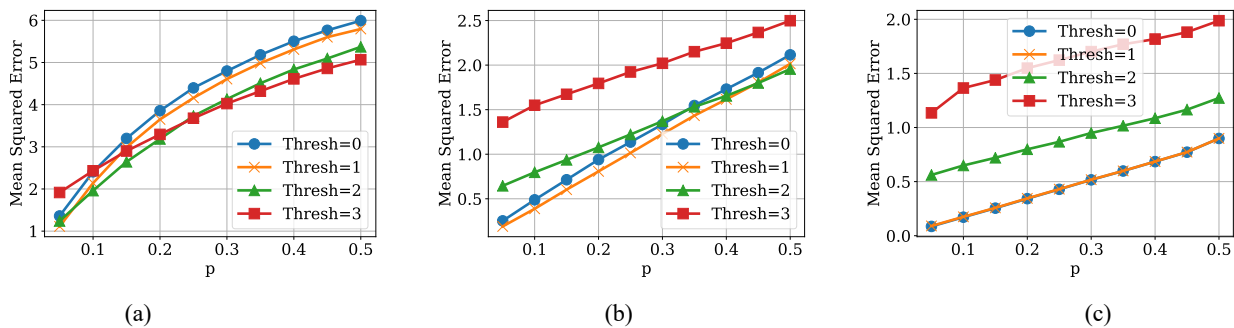 Mean Squared Error
6
5
4
3
2
1
0.1 0.2 0.3 0.4 0.5
p
Thresh=0
Thresh=1
Thresh=2
Thresh=3
(a)
Mean Squared Error
2.5
2.0
1.5
1.0
0.5
0.1 0.2 0.3 0.4 0.5
p
Thresh=0
Thresh=1
Thresh=2
Thresh=3
(b)
Mean Squared Error
2.0
1.5
1.0
0.5
0.0
0.1 0.2 0.3 0.4 0.5
p
Thresh=0
Thresh=1
Thresh=2
Thresh=3
(c)